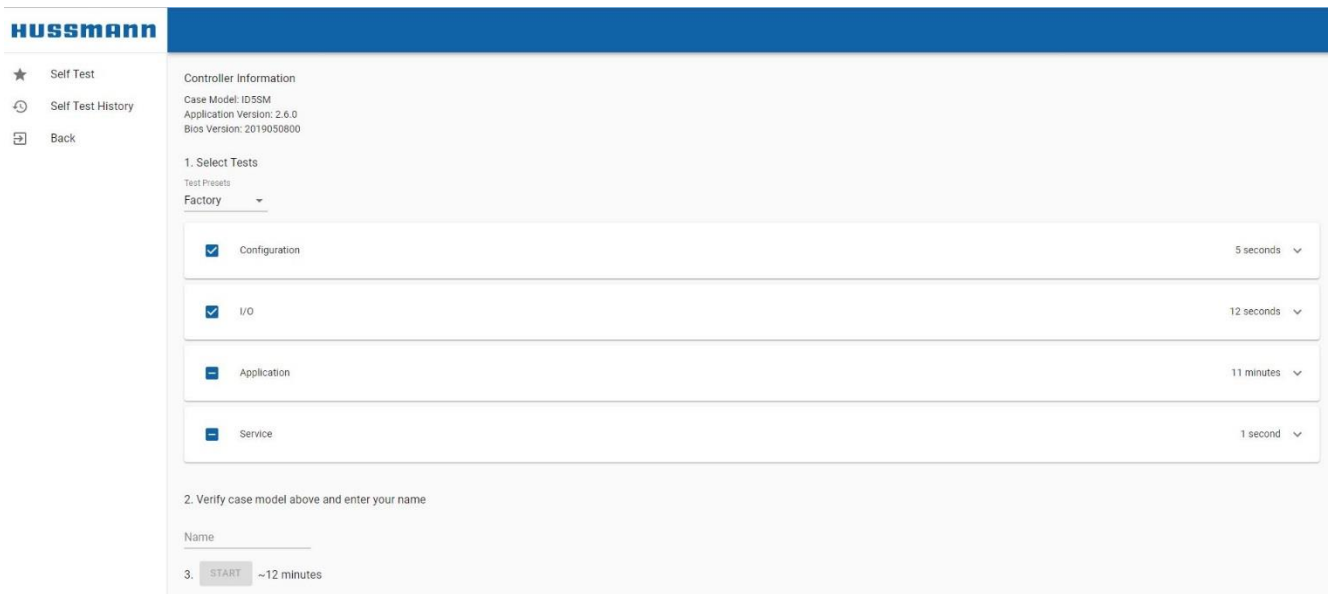 HUSSMANN
Self Test
Self Test History
Back
Controller Information
Case Model: ID5SM
Application Version: 2.6.0
Bios Version: 2019050800
1. Select Tests
Test Presets
Factory
Configuration 5 seconds
I/O 12 seconds
Application 11 minutes
Service 1 second
2. Verify case model above and enter your name
Name
3. START ~12 minutes